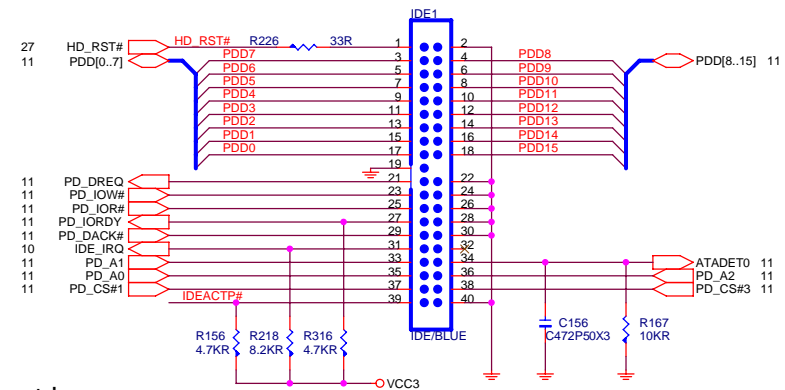 IDE1
27 HD_RST# HD_RST# R226 33R 1 2
11 PDD[0..7] PDD7 3 4 PDD8 PDD[8..15] 11
PDD6 5 6 PDD9
PDD5 7 8 PDD10
PDD4 9 10 PDD11
PDD3 11 12 PDD12
PDD2 13 14 PDD13
PDD1 15 16 PDD14
PDD0 17 18 PDD15
19
11 PD_DREQ 21 22
11 PD_IOW# 23 24
11 PD_IOR# 25 26
11 PD_IORDY 27 28
11 PD_DACK# 29 30
10 IDE_IRQ 31 32
11 PD_A1 33 34 ATADET0 11
11 PD_A0 35 36 PD_A2 11
11 PD_CS#1 37 38 PD_CS#3 11
IDEACTP# 39 40
R156 R218 R316 IDE/BLUE C156 R167
4.7KR 8.2KR 4.7KR C472P50X3 10KR
VCC3